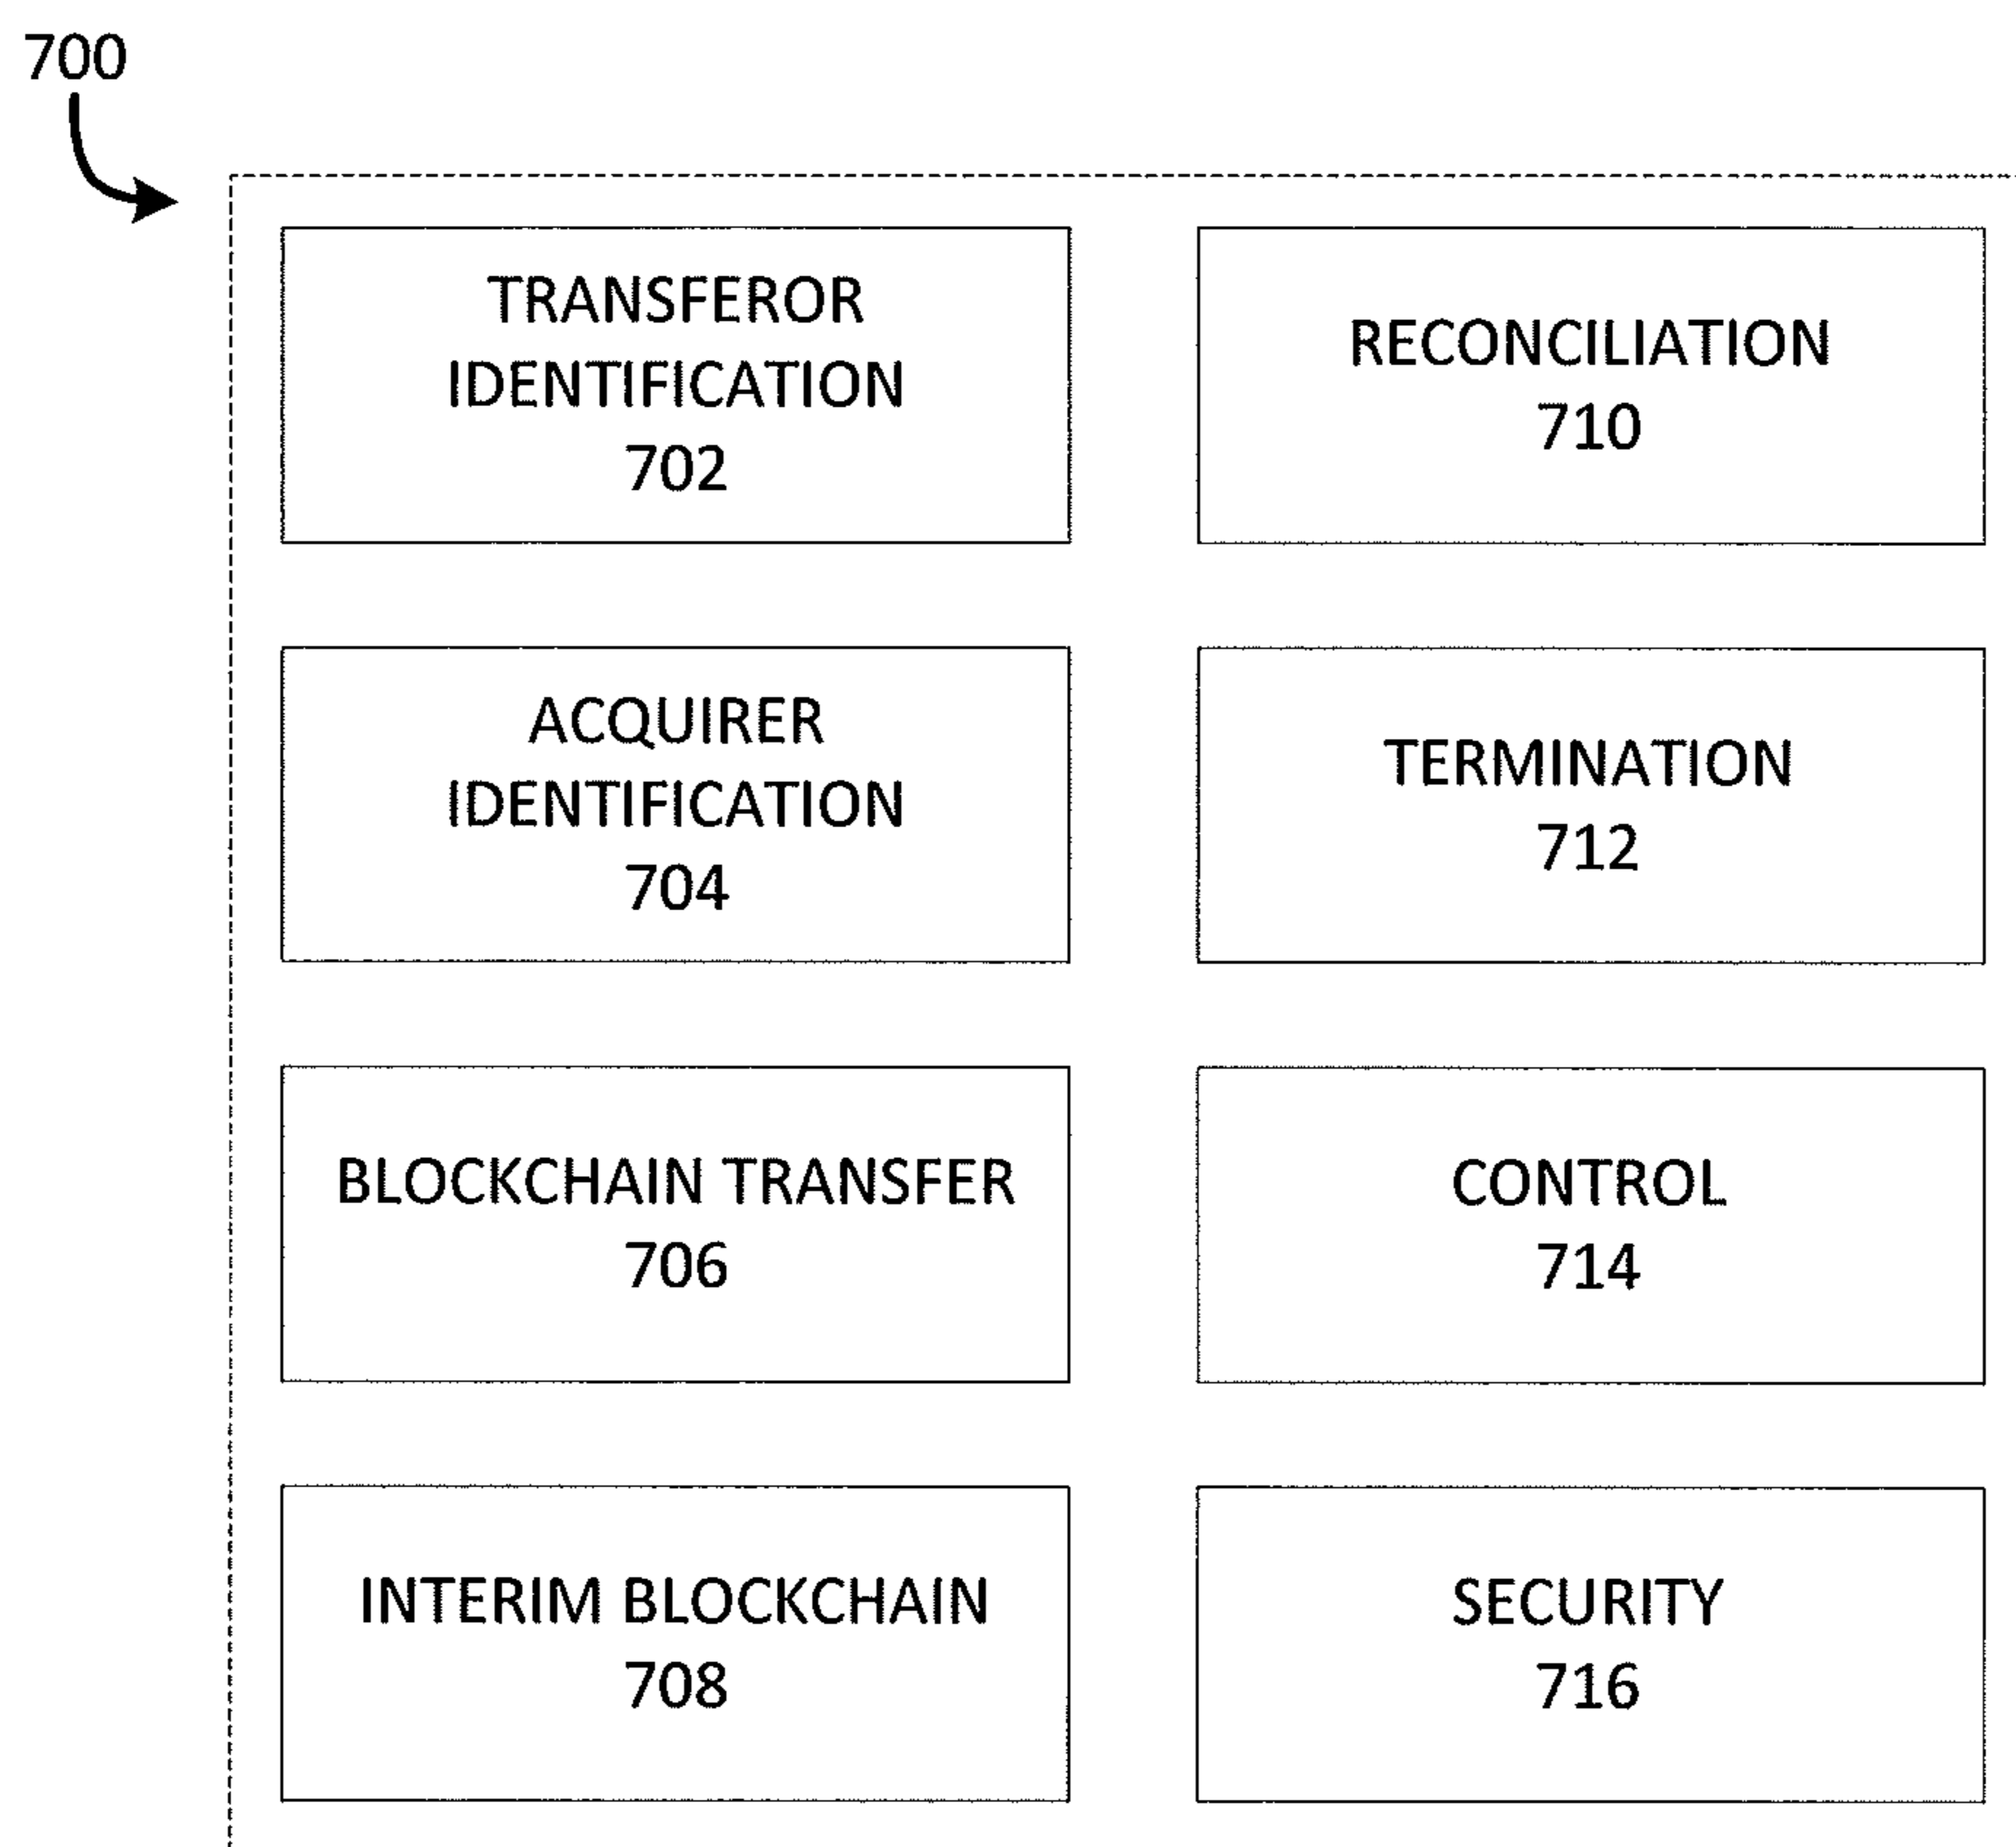 700
TRANSFEROR
IDENTIFICATION
702
RECONCILIATION
710
ACQUIRER
IDENTIFICATION
704
TERMINATION
712
BLOCKCHAIN TRANSFER
706
CONTROL
714
INTERIM BLOCKCHAIN
708
SECURITY
716